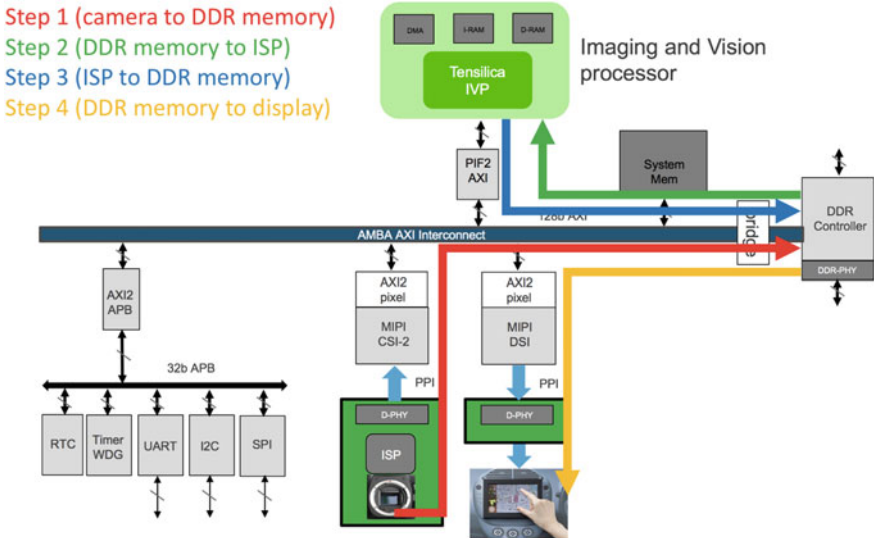 Step 1 (camera to DDR memory)
Step 2 (DDR memory to ISP)
Step 3 (ISP to DDR memory)
Step 4 (DDR memory to display)
DMA
I-RAM
D-RAM
Tensilica
IVP
Imaging and Vision
processor
PIF2
AXI
System
Mem
128b AXI
bridge
DDR
Controller
DDR-PHY
AMBA AXI Interconnect
AXI2
APB
AXI2
pixel
MIPI
CSI-2
AXI2
pixel
MIPI
DSI
32b APB
PPI
PPI
D-PHY
D-PHY
RTC
Timer
WDG
UART
I2C
SPI
ISP